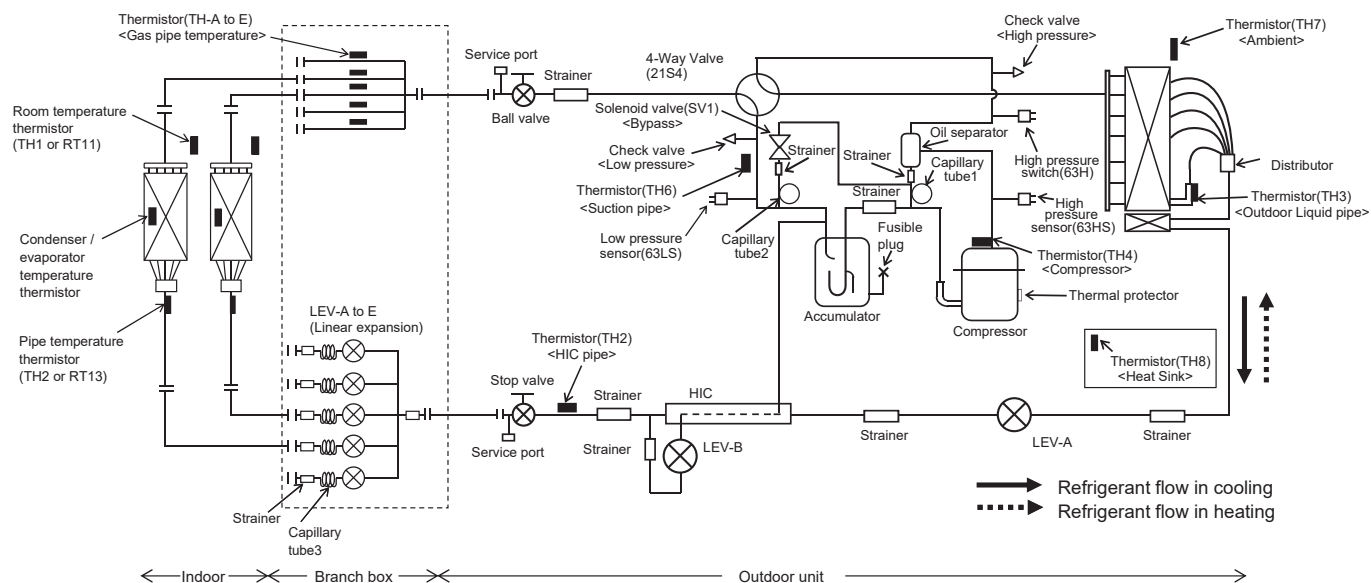 Thermistor(TH-A to E)
<Gas pipe temperature>
Service port
Strainer
Ball valve
4-Way Valve
(21S4)
Solenoid valve(SV1)
<Bypass>
Check valve
<High pressure>
Thermistor(TH7)
<Ambient>
Room temperature
thermistor
(TH1 or RT11)
Check valve
<Low pressure>
Strainer
Strainer
Oil separator
Capillary
tube1
High pressure
switch(63H)
Distributor
Thermistor(TH6)
<Suction pipe>
Strainer
Thermistor(TH3)
<Outdoor Liquid pipe>
Condenser /
evaporator
temperature
thermistor
Low pressure
sensor(63LS)
Capillary
tube2
Fusible
plug
High
pressure
sensor(63HS)
Thermistor(TH4)
<Compressor>
Thermal protector
Accumulator
Compressor
LEV-A to E
(Linear expansion)
Pipe temperature
thermistor
(TH2 or RT13)
Thermistor(TH2)
<HIC pipe>
Thermistor(TH8)
<Heat Sink>
Stop valve
Strainer
HIC
Service port
Strainer
LEV-B
Strainer
LEV-A
Strainer
Strainer
Capillary
tube3
Refrigerant flow in cooling
Refrigerant flow in heating
Indoor
Branch box
Outdoor unit